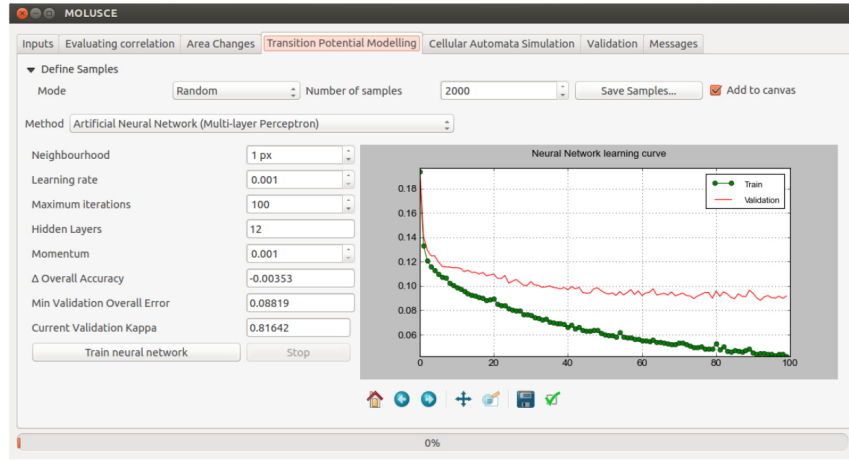 MOLUSCE
Inputs Evaluating correlation Area Changes Transition Potential Modelling Cellular Automata Simulation Validation Messages
Define Samples
Mode Random Number of samples 2000 Save Samples... Add to canvas
Method Artificial Neural Network (Multi-layer Perceptron)
Neighbourhood 1 px
Learning rate 0.001
Maximum iterations 100
Hidden Layers 12
Momentum 0.001
Δ Overall Accuracy -0.00353
Min Validation Overall Error 0.08819
Current Validation Kappa 0.81642
Train neural network Stop
Neural Network learning curve
Train
Validation
0.18
0.16
0.14
0.12
0.10
0.08
0.06
0 20 40 60 80 100
0%